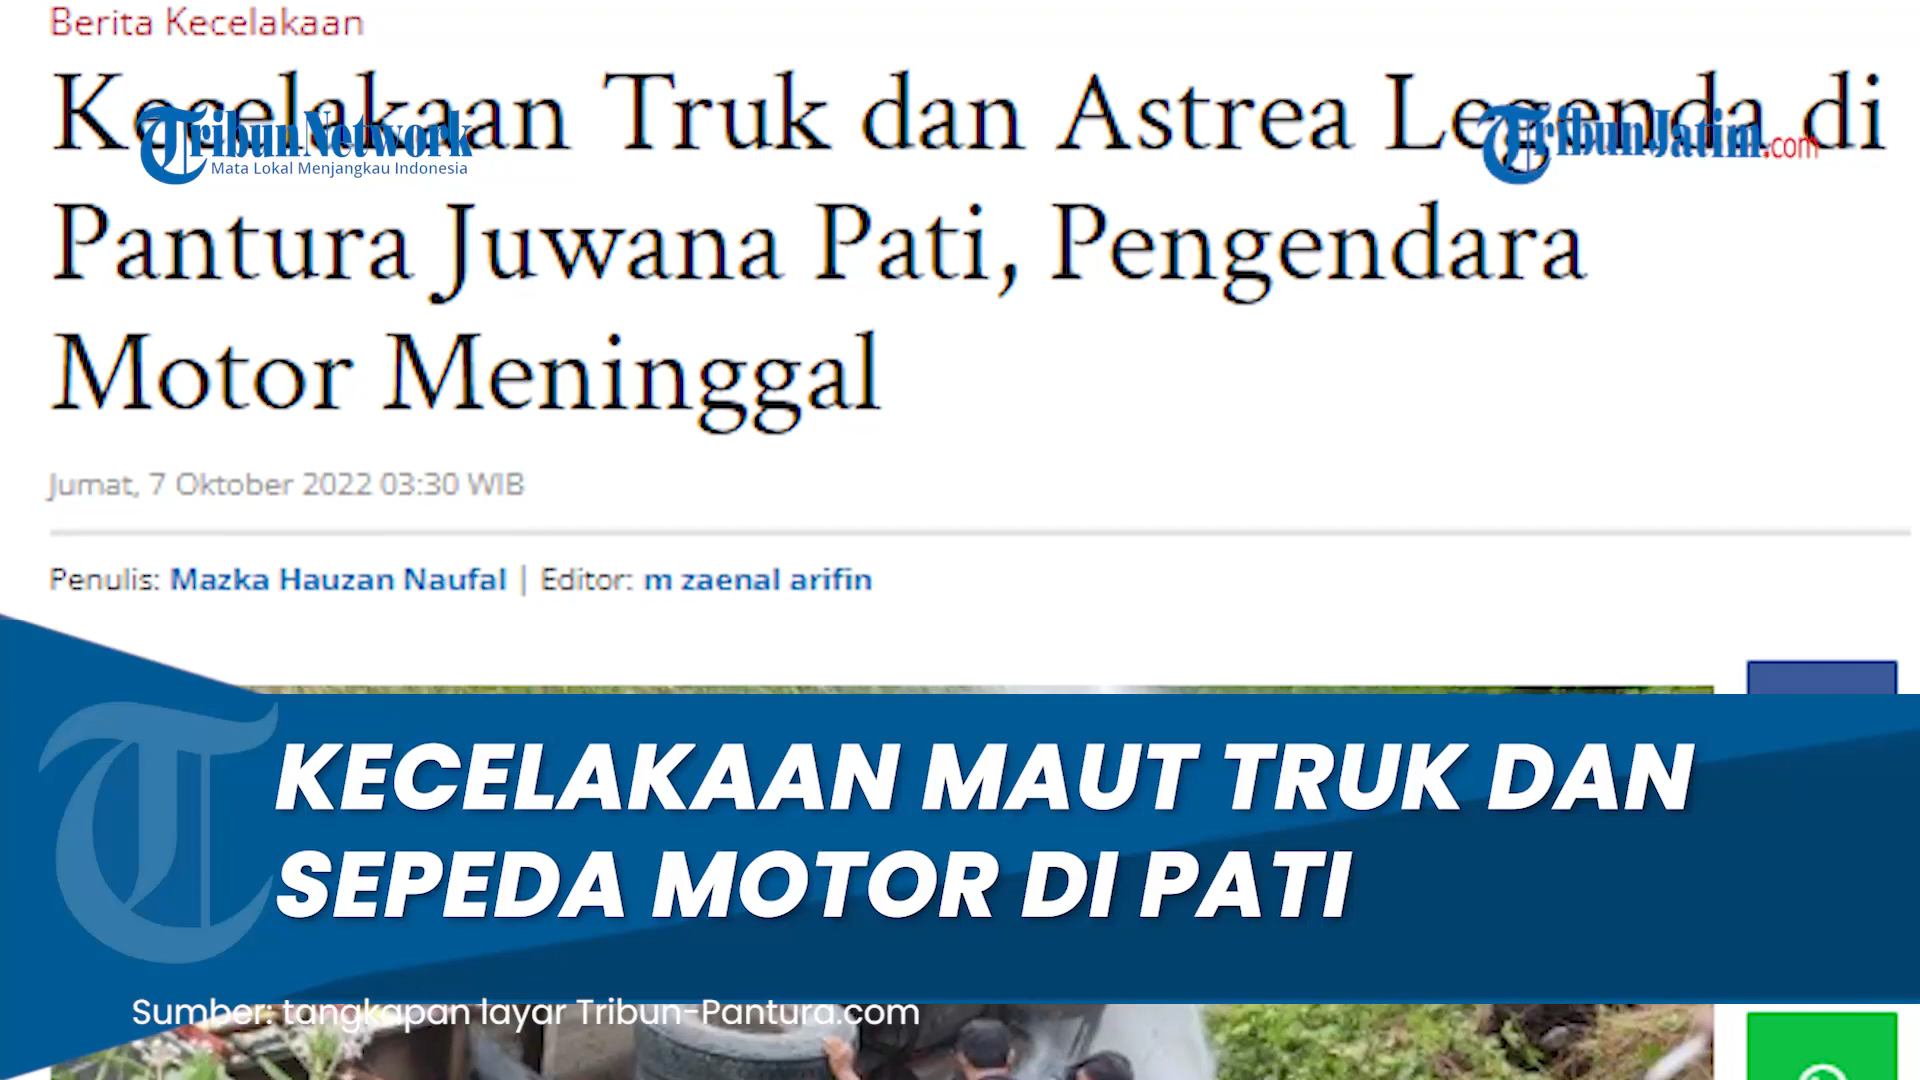 Berita Kecelakaan
Kecelakaan Truk dan Astrea Legenda di
TribunNetwork
Mata Lokal Menjangkau Indonesia
TribunJatim.com
Pantura Juwana Pati, Pengendara
Motor Meninggal
Jumat, 7 Oktober 2022 03:30 WIB
Penulis: Mazka Hauzan Naufal | Editor: m zaenal arifin
KECELAKAAN MAUT TRUK DAN
SEPEDA MOTOR DI PATI
Sumber: tangkapan layar Tribun-Pantura.com